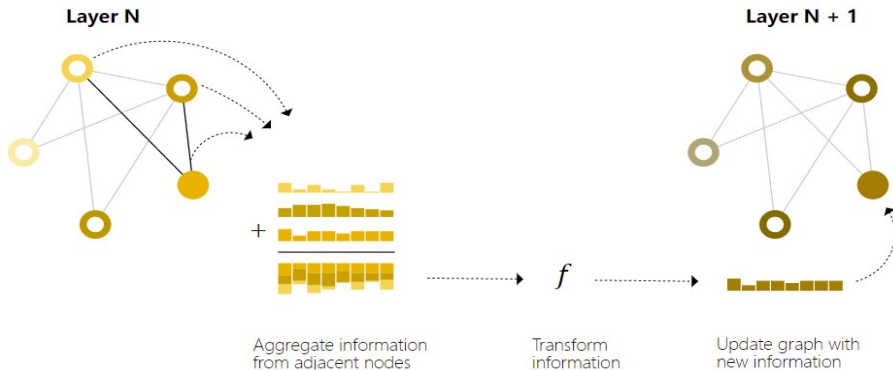 Layer N
Layer N + 1
+
f
Aggregate information
from adjacent nodes
Transform
information
Update graph with
new information